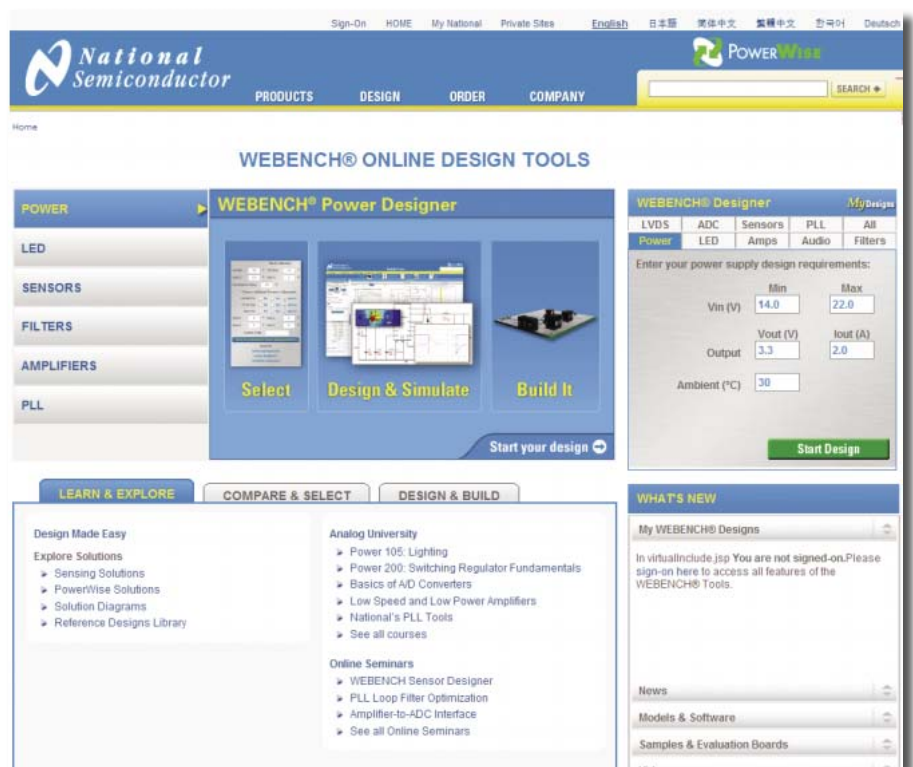 Sign-On HOME My National Private Sites English 日本語 简体中文 繁體中文 한국어 Deutsch
National
Semiconductor
POWERWISE
PRODUCTS DESIGN ORDER COMPANY
SEARCH
Home
WEBENCH® ONLINE DESIGN TOOLS
POWER
LED
SENSORS
FILTERS
AMPLIFIERS
PLL
WEBENCH® Power Designer
Select
Design & Simulate
Build It
Start your design
WEBENCH® Designer MyDesigns
LVDS ADC Sensors PLL All
Power LED Amps Audio Filters
Enter your power supply design requirements:
Min Max
Vin (V) 14.0 22.0
Vout (V) Iout (A)
Output 3.3 2.0
Ambient (°C) 30
Start Design
LEARN & EXPLORE COMPARE & SELECT DESIGN & BUILD
Design Made Easy
Explore Solutions
Sensing Solutions
PowerWise Solutions
Solution Diagrams
Reference Designs Library
Analog University
Power 105: Lighting
Power 200: Switching Regulator Fundamentals
Basics of A/D Converters
Low Speed and Low Power Amplifiers
National's PLL Tools
See all courses
Online Seminars
WEBENCH Sensor Designer
PLL Loop Filter Optimization
Amplifier-to-ADC Interface
See all Online Seminars
WHAT'S NEW
My WEBENCH® Designs
In virtualInclude.jsp You are not signed-on.Please
sign-on here to access all features of the
WEBENCH® Tools.
News
Models & Software
Samples & Evaluation Boards